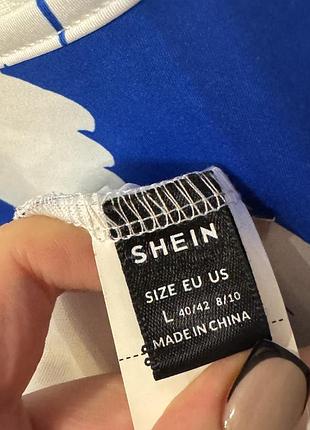 SHEIN
SIZE EU US
L 40/42 8/10
MADE IN CHINA